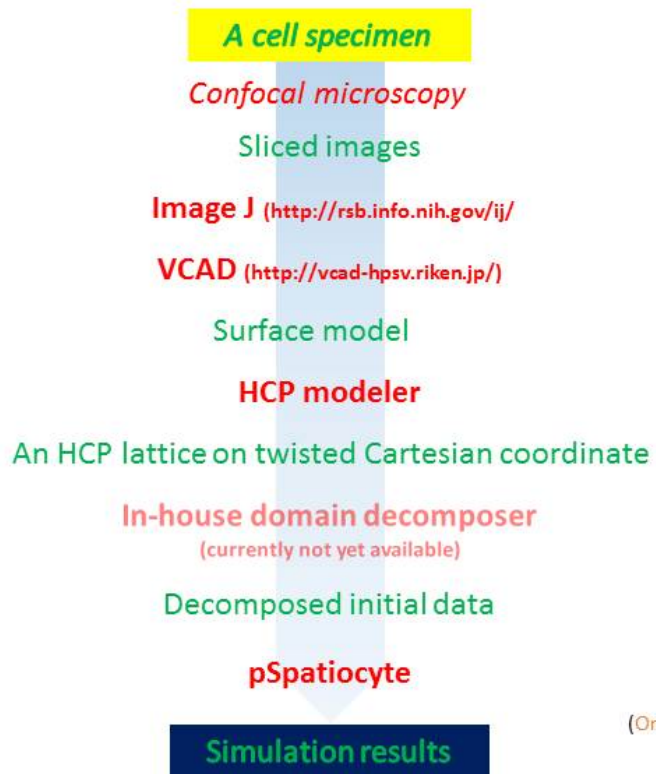 A cell specimen
Confocal microscopy
Sliced images
Image J (http://rsb.info.nih.gov/ij/
VCAD (http://vcad-hpsv.riken.jp/)
Surface model
HCP modeler
An HCP lattice on twisted Cartesian coordinate
In-house domain decomposer
(currently not yet available)
Decomposed initial data
pSpatiocyte
Simulation results